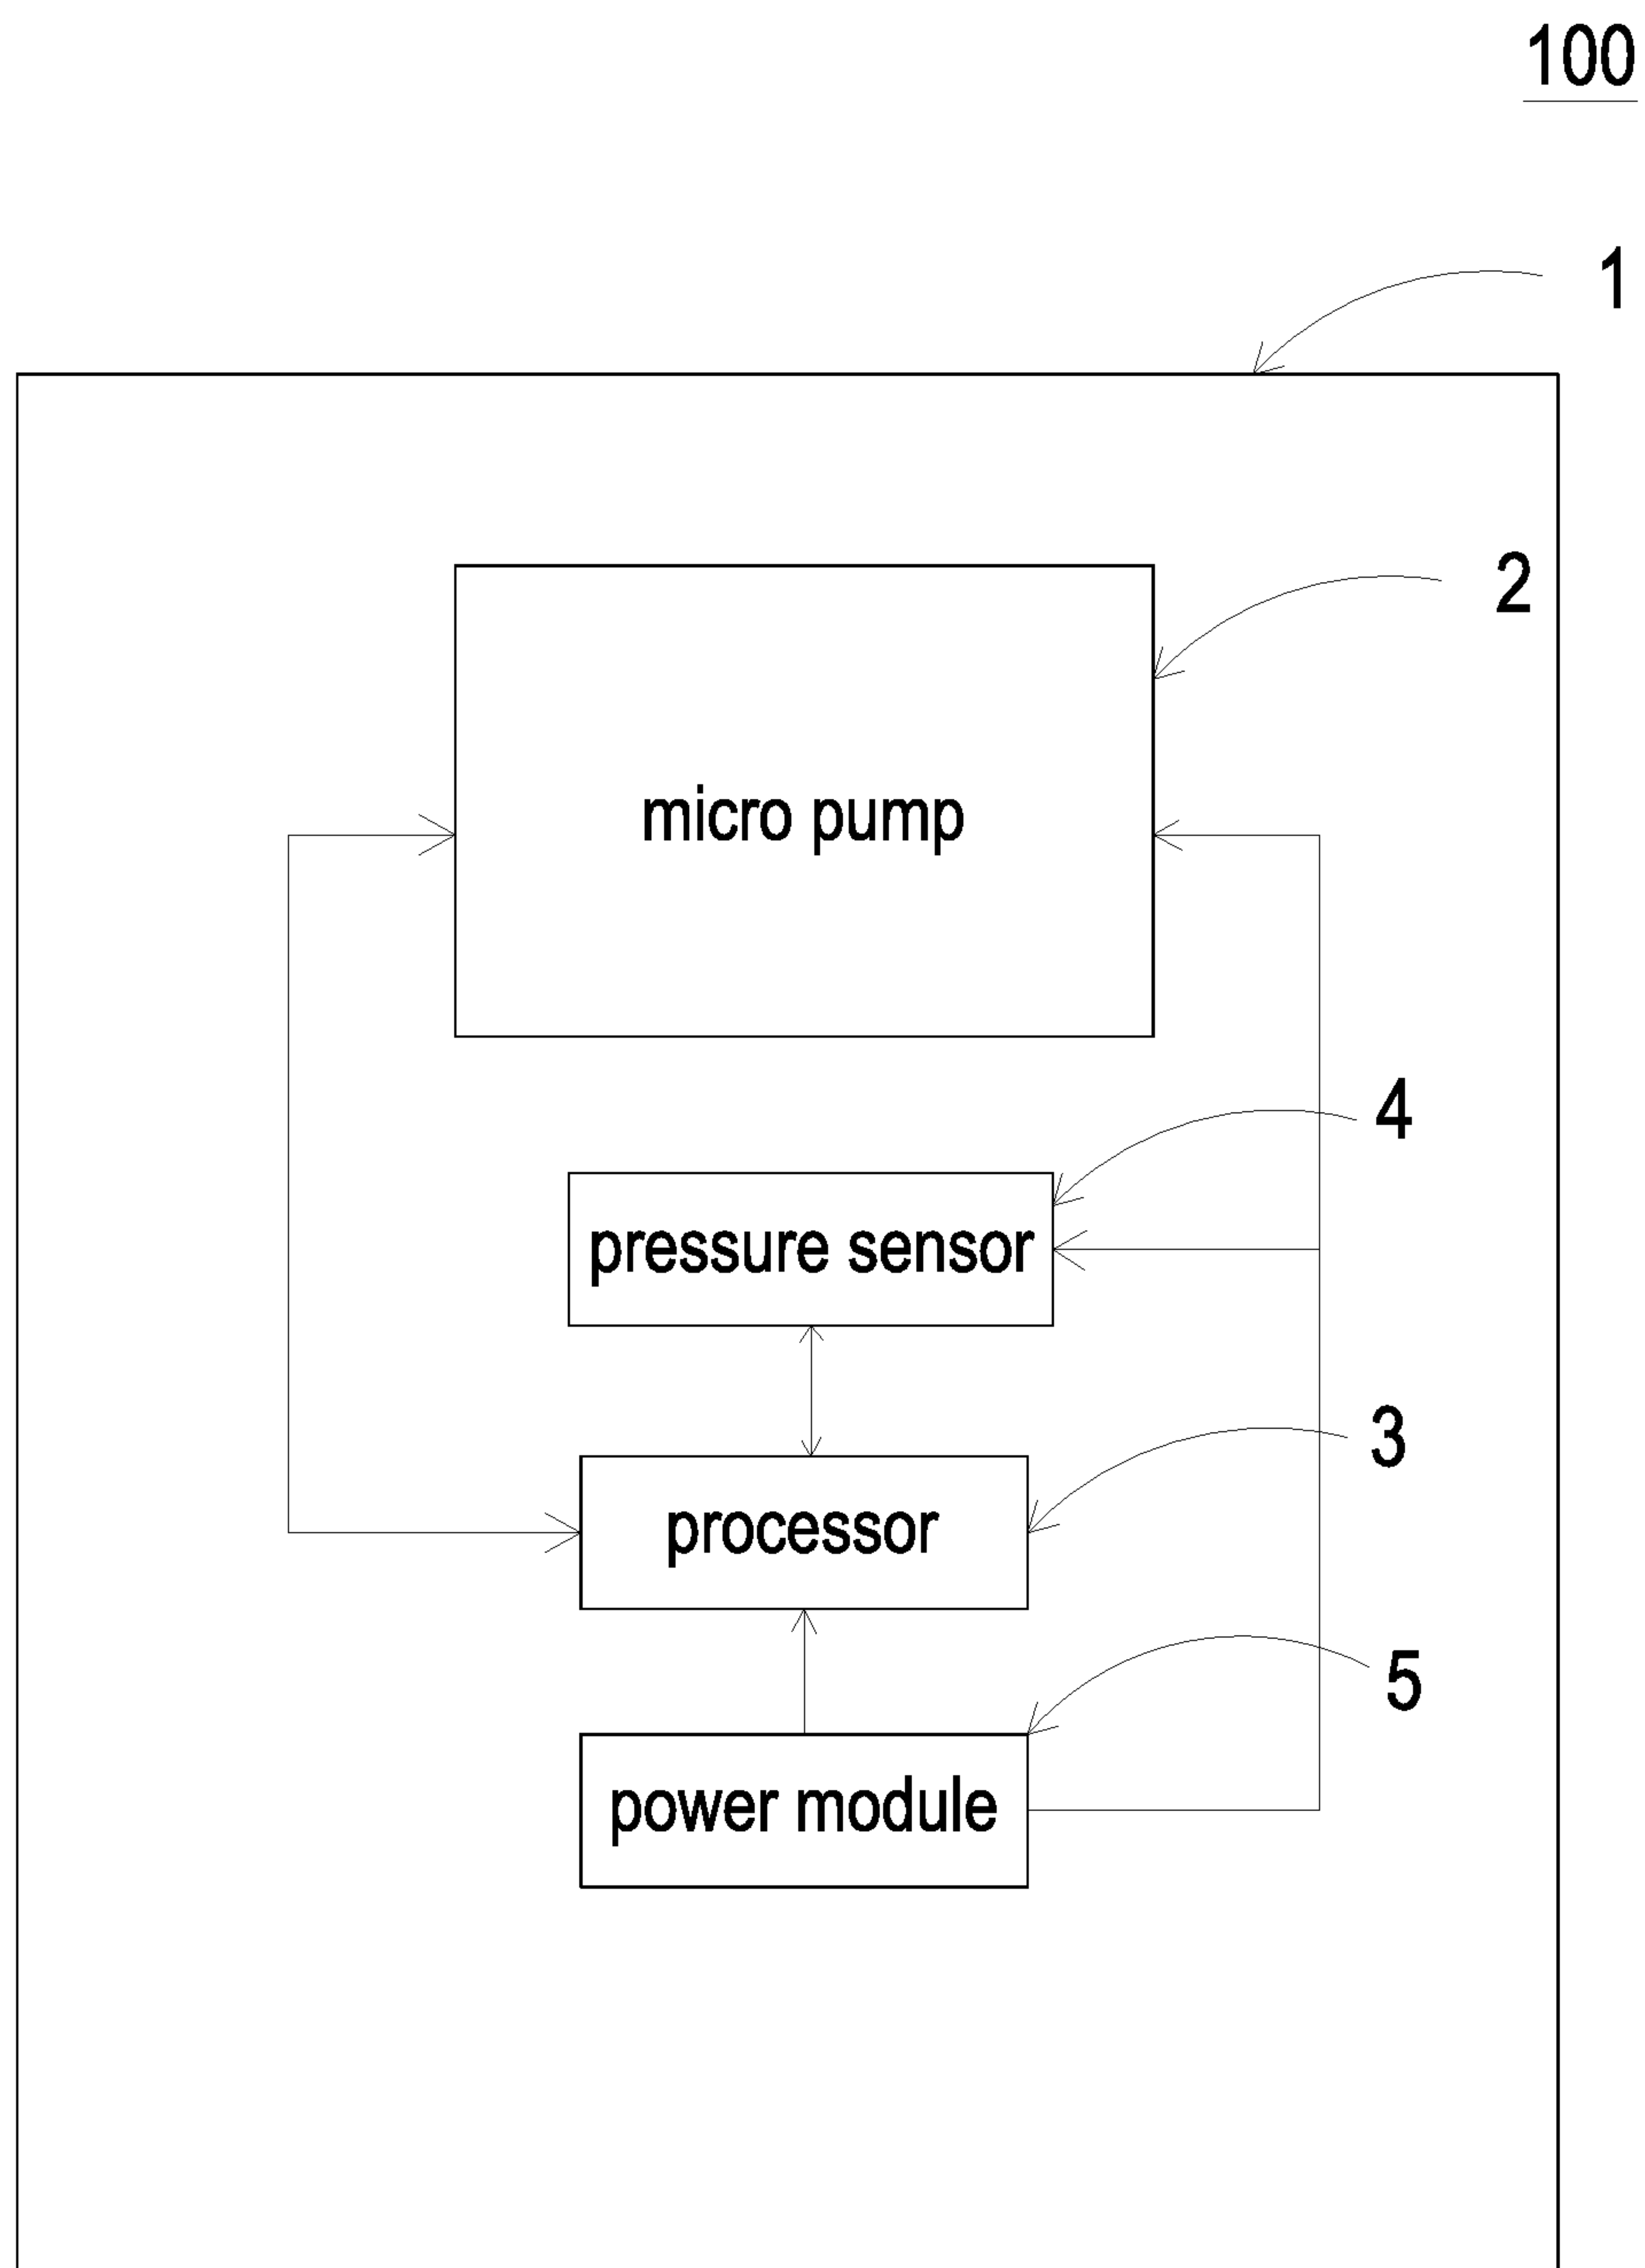 100
1
2
micro pump
4
pressure sensor
3
processor
5
power module